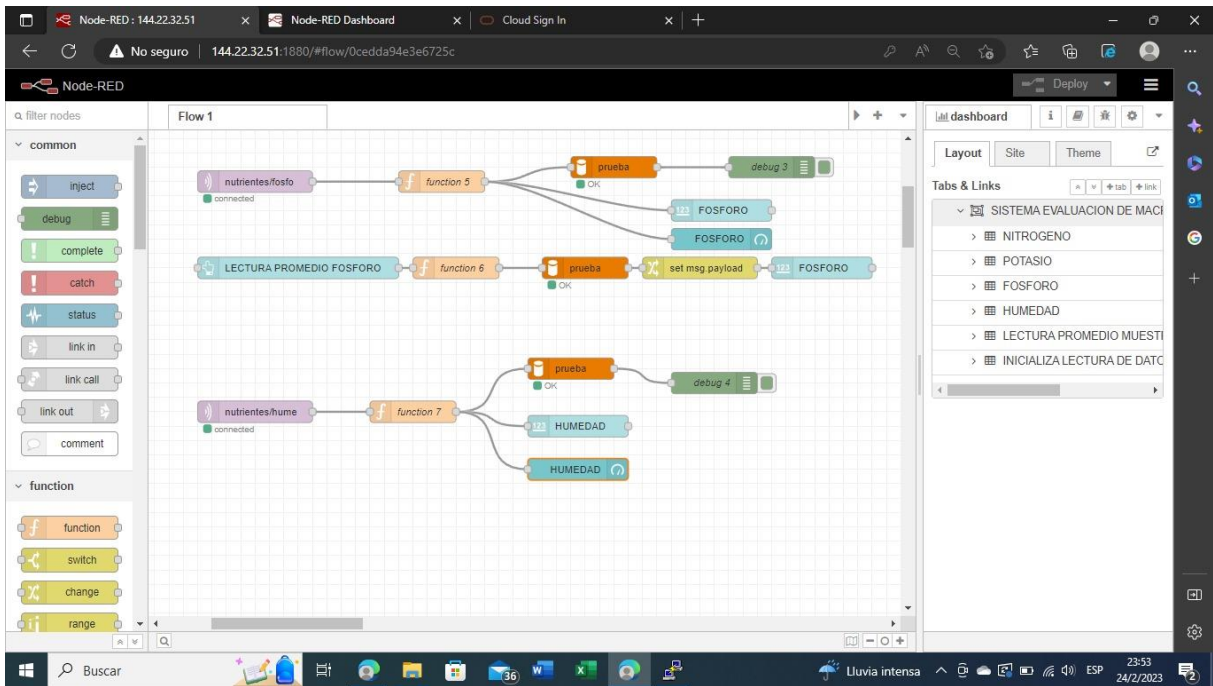 Node-RED : 144.22.32.51
Node-RED Dashboard
Cloud Sign In
No seguro
144.22.32.51:1880/#flow/0cedda94e3e6725c
Node-RED
Deploy
filter nodes
Flow 1
dashboard
common
inject
debug
complete
catch
status
link in
link call
link out
comment
function
function
switch
change
range
nutrientes/fosfo
connected
function 5
prueba
OK
debug 3
FOSFORO
FOSFORO
LECTURA PROMEDIO FOSFORO
function 6
prueba
OK
set msg.payload
FOSFORO
prueba
OK
debug 4
nutrientes/hume
connected
function 7
HUMEDAD
HUMEDAD
Layout
Site
Theme
Tabs & Links
tab
link
SISTEMA EVALUACION DE MACI
NITROGENO
POTASIO
FOSFORO
HUMEDAD
LECTURA PROMEDIO MUESTI
INICIALIZA LECTURA DE DATO
Buscar
36
Lluvia intensa
ESP
23:53
24/2/2023
2